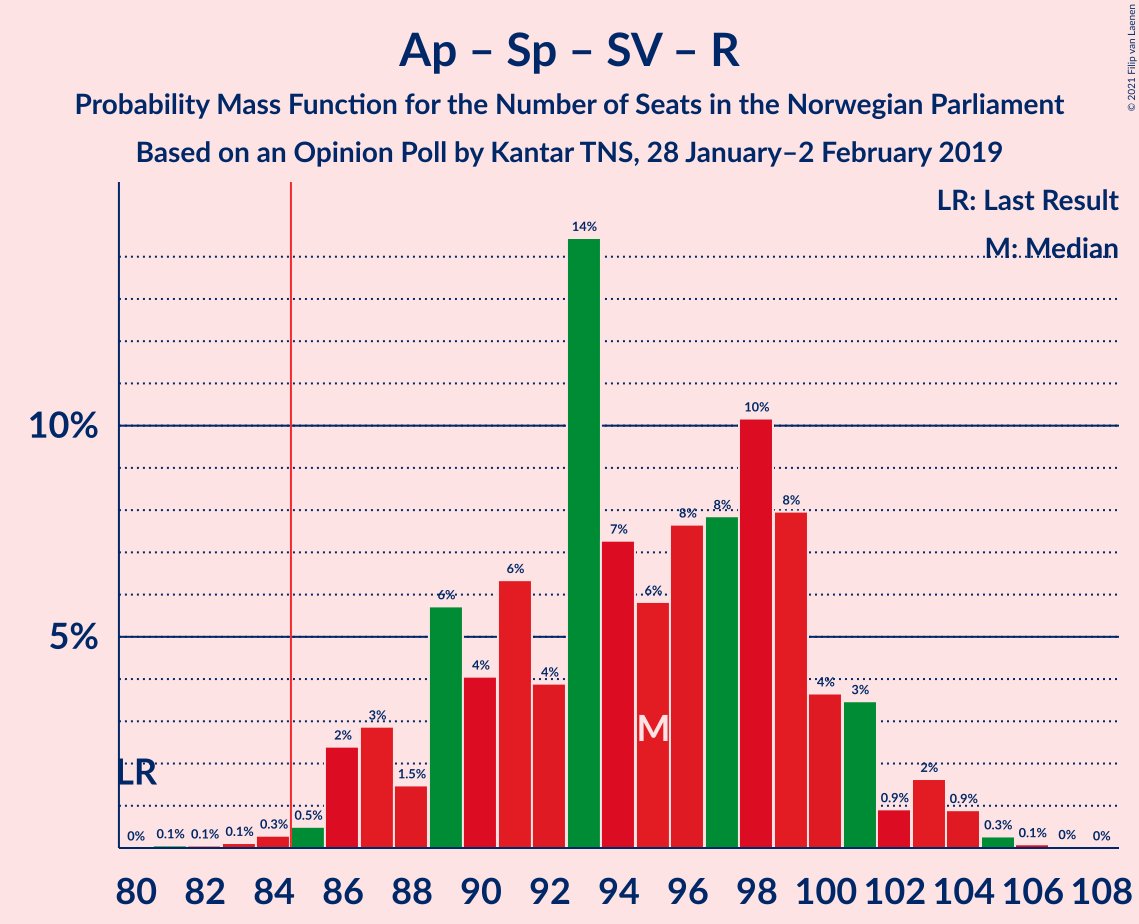 Ap – Sp – SV – R
Probability Mass Function for the Number of Seats in the Norwegian Parliament
Based on an Opinion Poll by Kantar TNS, 28 January–2 February 2019
© 2021 Filip van Laenen
LR: Last Result
M: Median
10%
5%
LR
M
0% 0.1% 0.1% 0.1% 0.3% 0.5% 2% 3% 1.5% 6% 4% 6% 4% 14% 7% 6% 8% 8% 10% 8% 4% 3% 0.9% 2% 0.9% 0.3% 0.1% 0% 0%
80 82 84 86 88 90 92 94 96 98 100 102 104 106 108